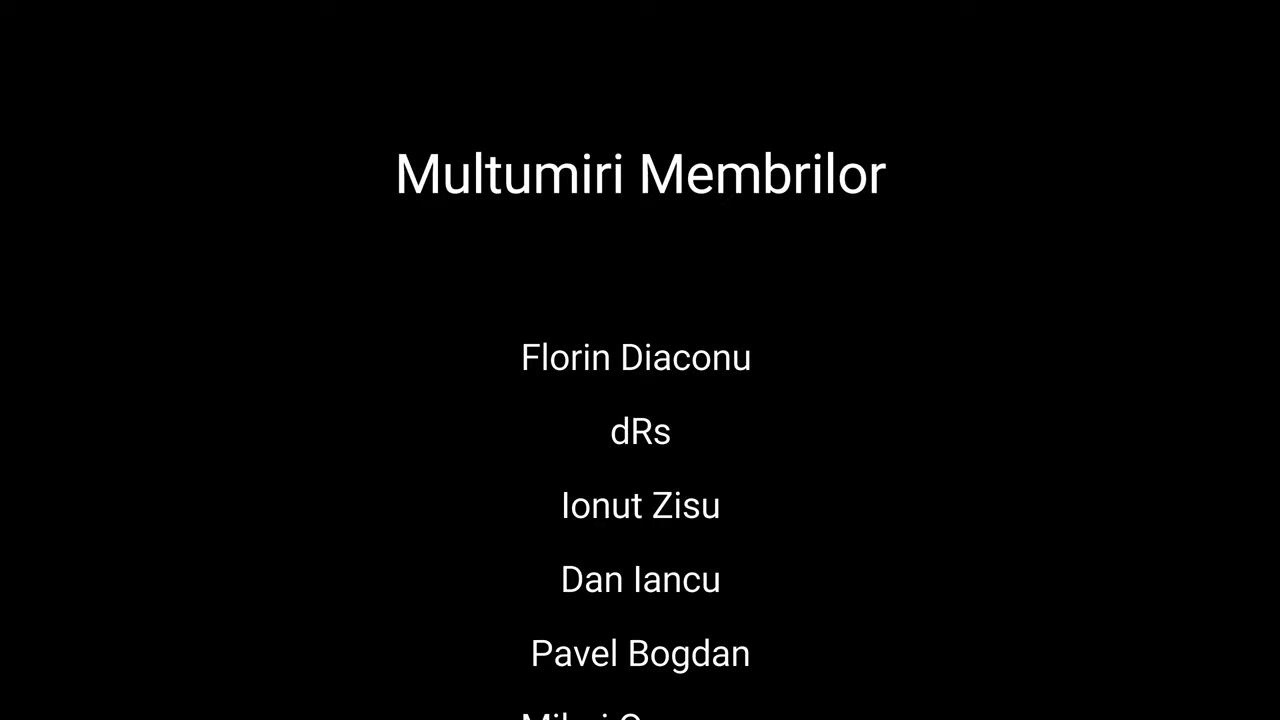 Multumiri Membrilor
Florin Diaconu
dRs
Ionut Zisu
Dan Iancu
Pavel Bogdan